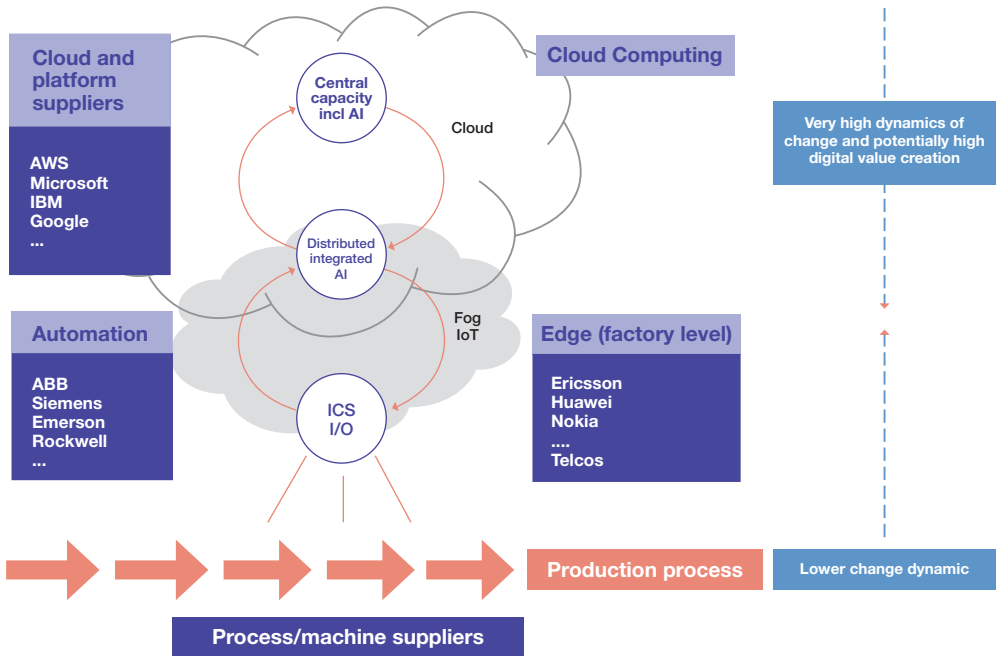 Cloud and
platform
suppliers
AWS
Microsoft
IBM
Google
...
Central
capacity
incl AI
Cloud
Cloud Computing
Very high dynamics of
change and potentially high
digital value creation
Distributed
integrated
AI
Fog
IoT
Automation
ABB
Siemens
Emerson
Rockwell
...
ICS
I/O
Edge (factory level)
Ericsson
Huawei
Nokia
....
Telcos
Production process
Lower change dynamic
Process/machine suppliers